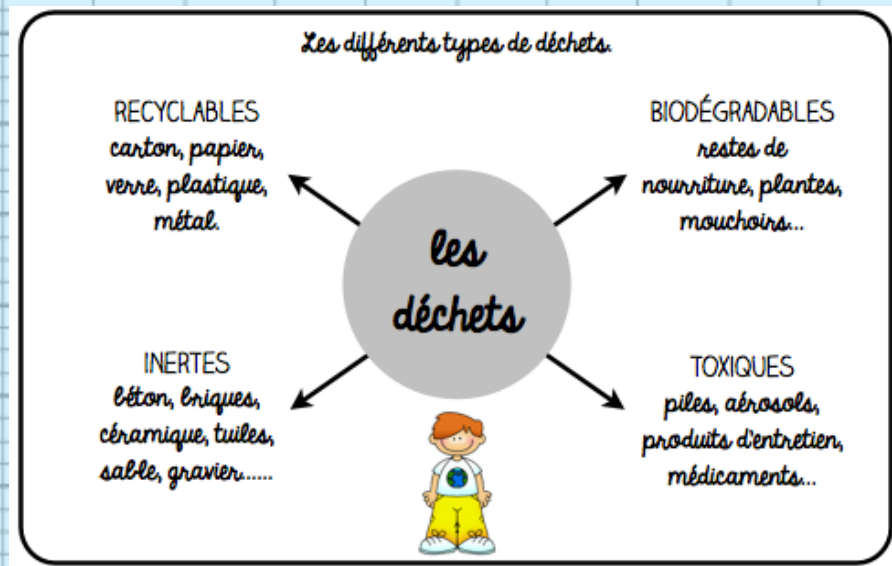 Les différents types de déchets.
RECYCLABLES
carton, papier,
verre, plastique,
métal.
BIODÉGRADABLES
restes de
nourriture, plantes,
mouchoirs...
les
déchets
INERTES
béton, briques,
céramique, tuiles,
sable, gravier......
TOXIQUES
piles, aérosols,
produits d'entretien,
médicaments...